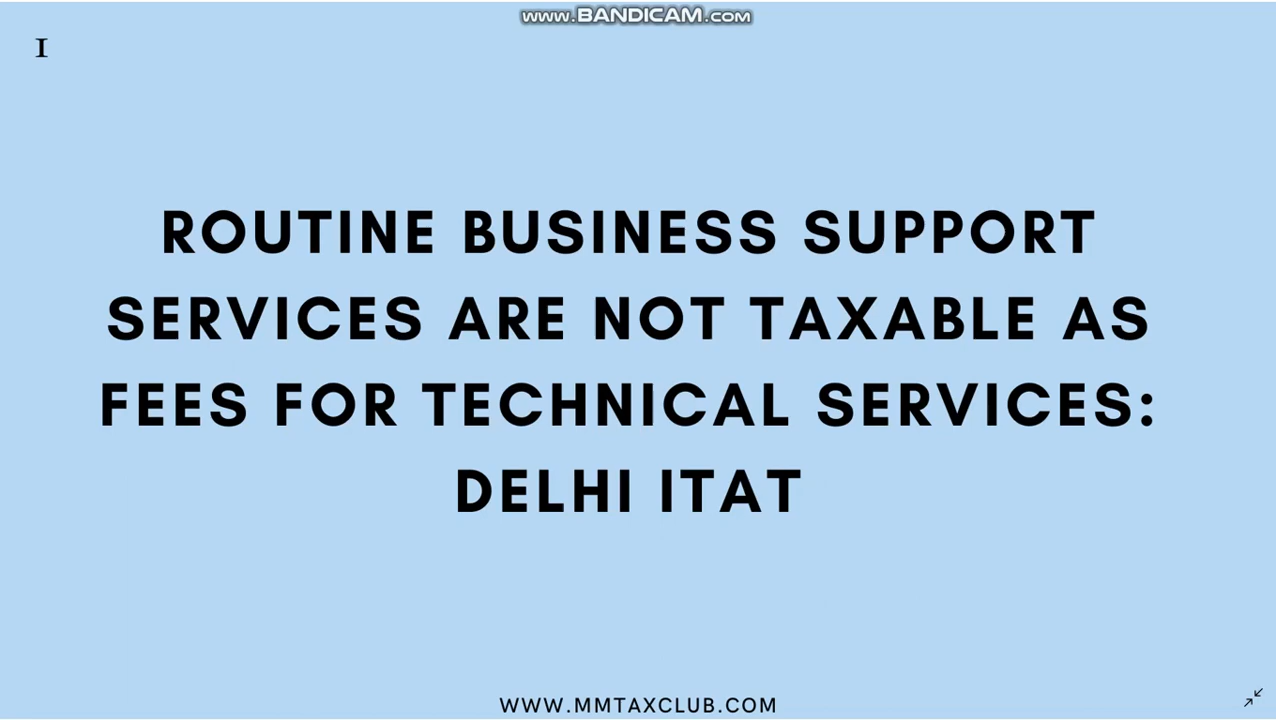 www.BANDICAM.com
I
ROUTINE BUSINESS SUPPORT
SERVICES ARE NOT TAXABLE AS
FEES FOR TECHNICAL SERVICES:
DELHI ITAT
WWW.MMTAXCLUB.COM